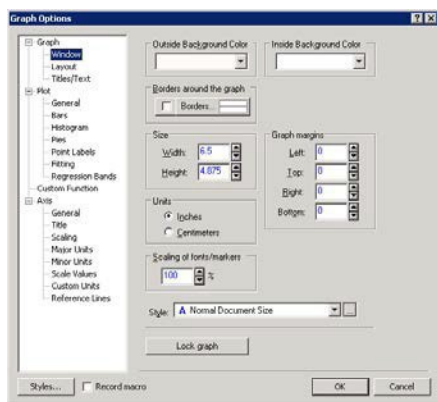 Graph Options
Graph
Window
Layout
Titles/Text
Plot
General
Bars
Histogram
Pies
Point Labels
Fitting
Regression Bands
Custom Function
Axis
General
Title
Scaling
Major Units
Minor Units
Scale Values
Custom Units
Reference Lines
Outside Background Color
Inside Background Color
Borders around the graph
Borders...
Size
Width: 6.5
Height: 4.875
Graph margins
Left: 0
Top: 0
Right: 0
Bottom: 0
Units
Inches
Centimeters
Scaling of fonts/markers
100 %
Style: A Normal Document Size
...
Lock graph
Styles...
Record macro
OK
Cancel